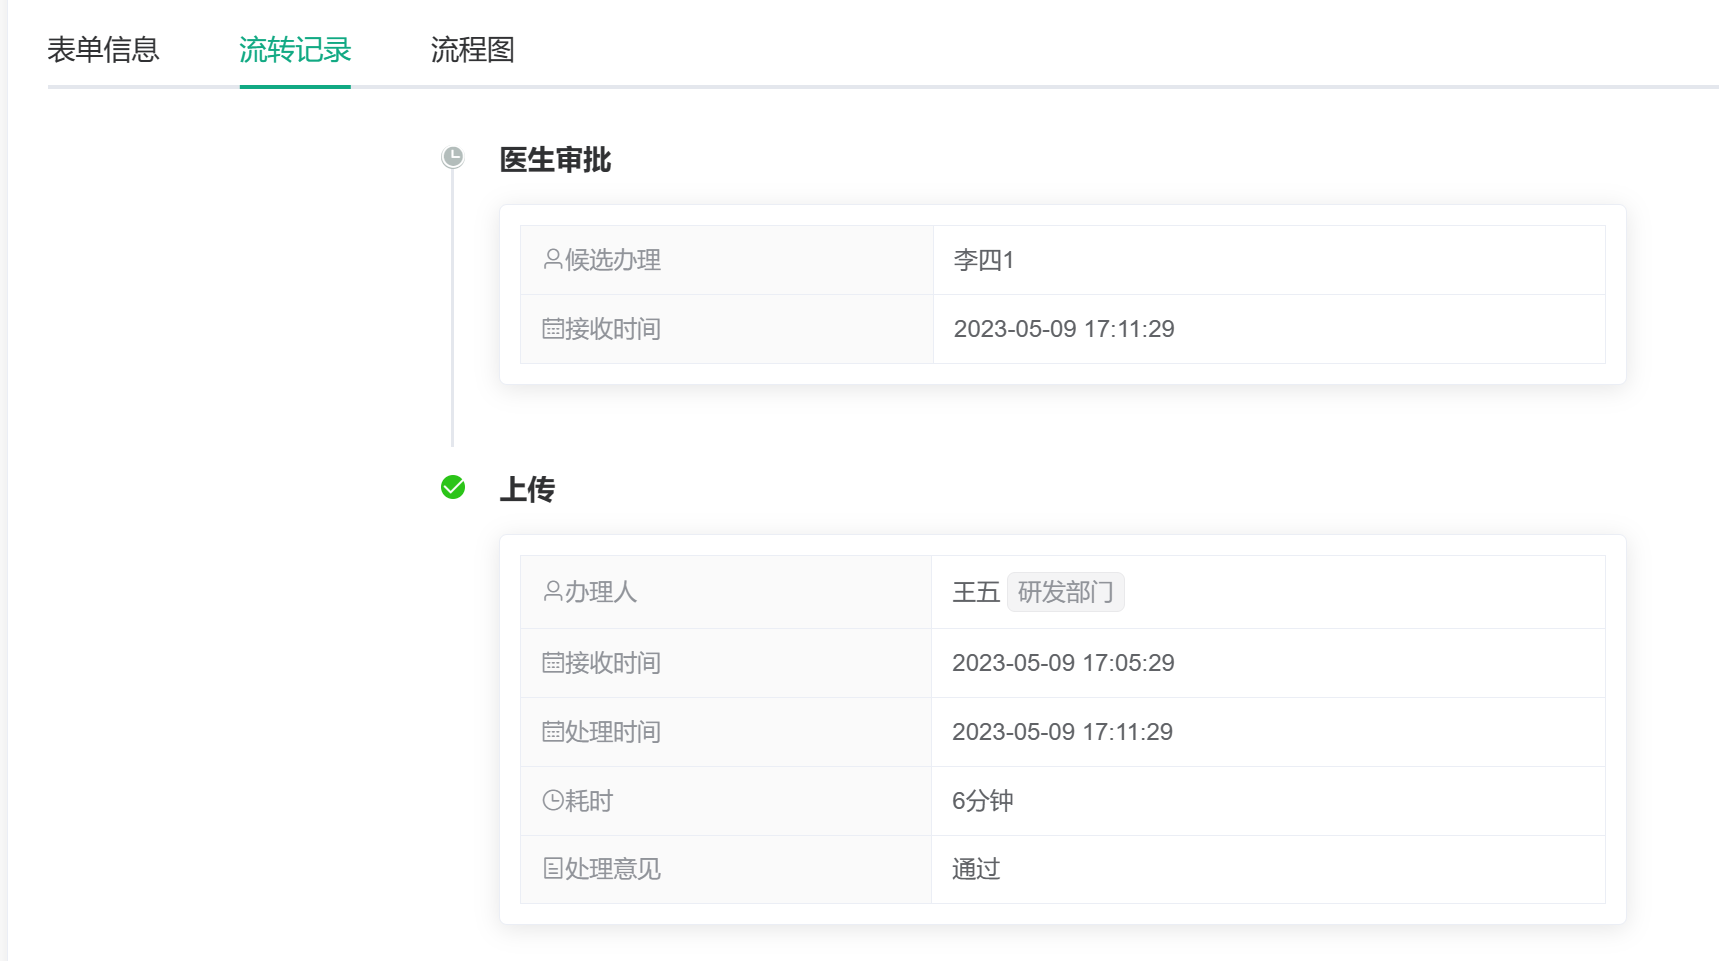 表单信息 流转记录 流程图
医生审批
候选办理 李四1
接收时间 2023-05-09 17:11:29
上传
办理人 王五 研发部门
接收时间 2023-05-09 17:05:29
处理时间 2023-05-09 17:11:29
耗时 6分钟
处理意见 通过